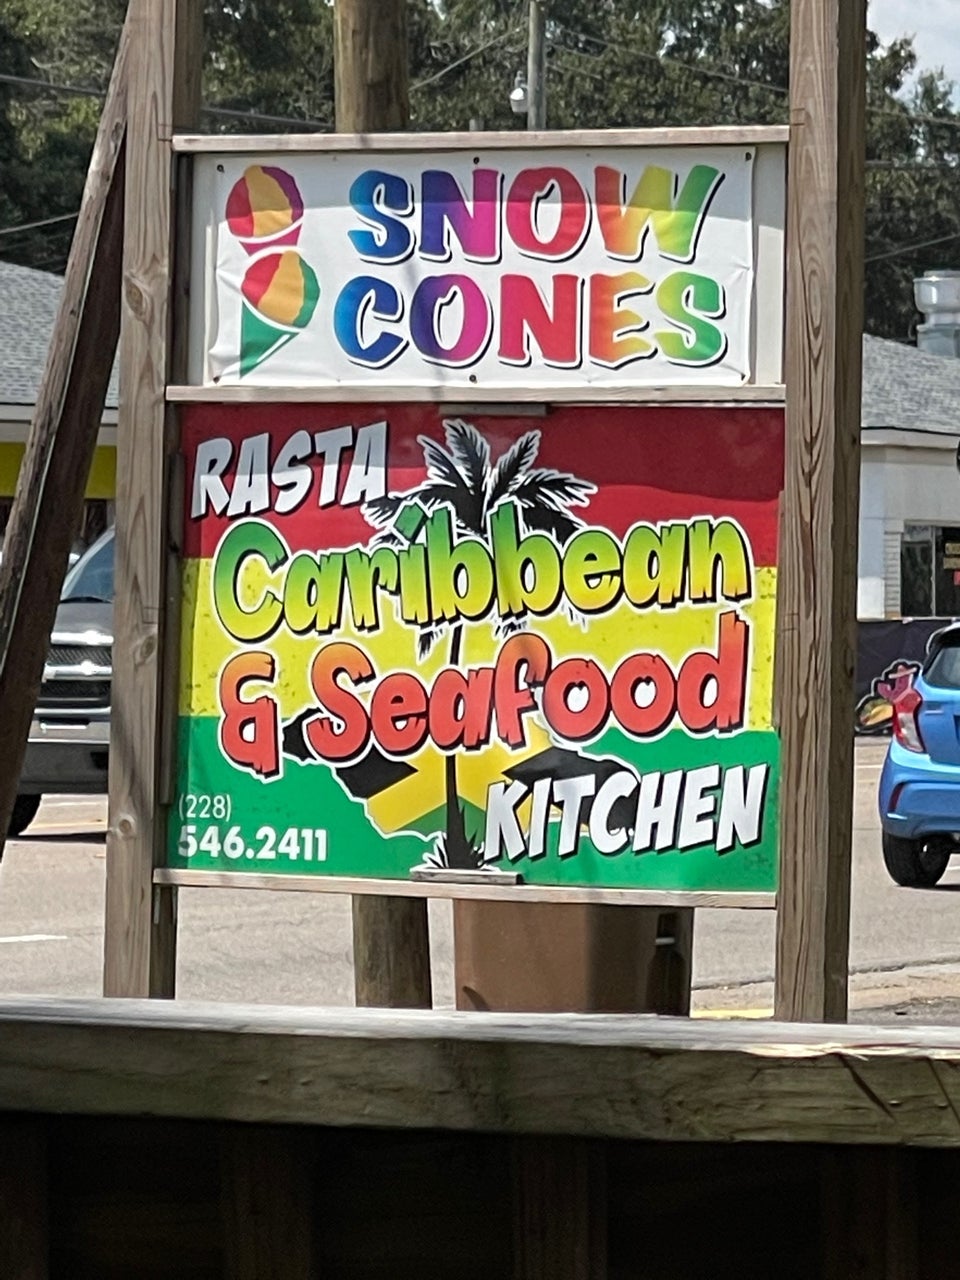 SNOW
CONES
RASTA
Caribbean
& Seafood
KITCHEN
(228)
546.2411